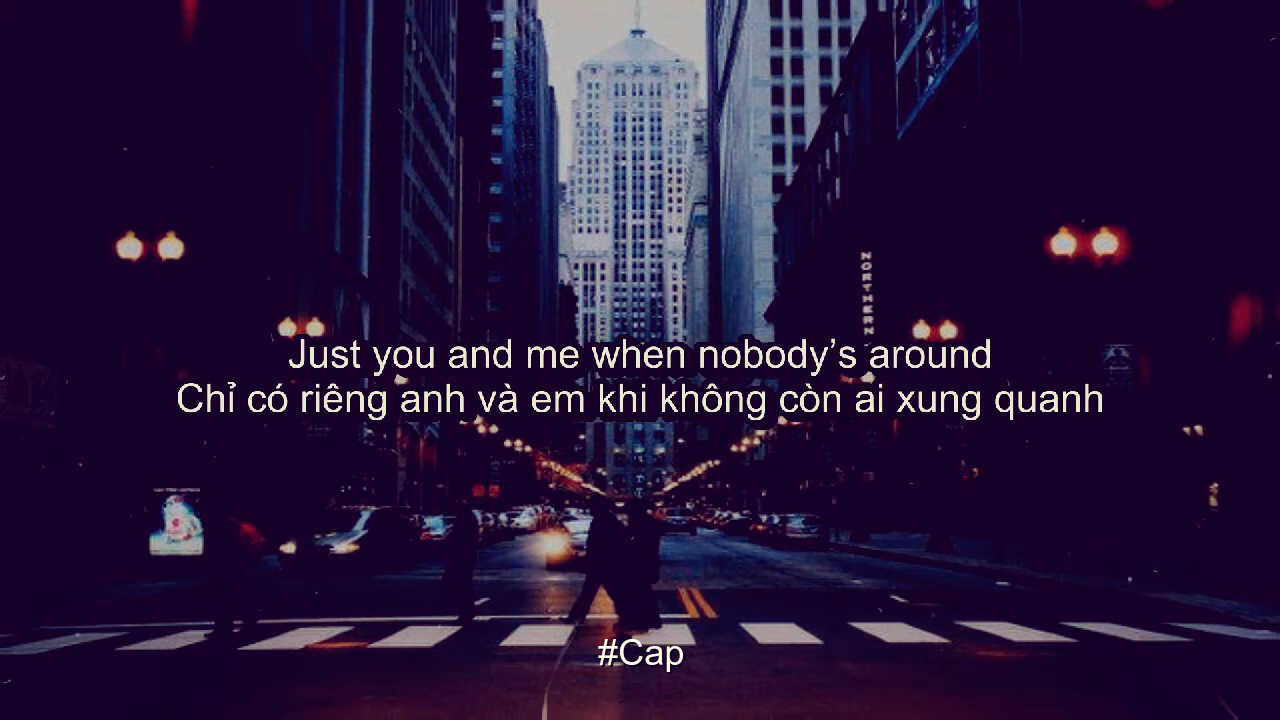 NORTHERN
Just you and me when nobody’s around
Chỉ có riêng anh và em khi không còn ai xung quanh
#Cap